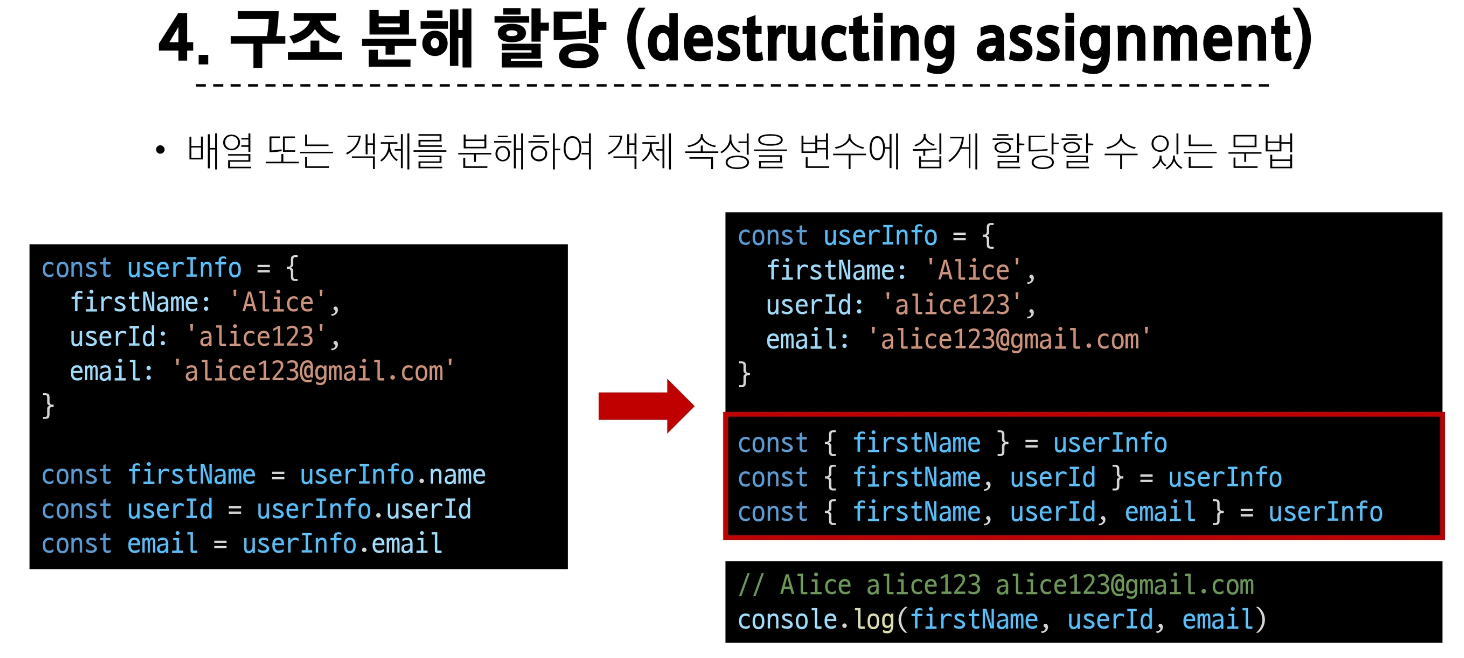 4. 구조 분해 할당 (destructing assignment)
• 배열 또는 객체를 분해하여 객체 속성을 변수에 쉽게 할당할 수 있는 문법
const userInfo = {
  firstName: 'Alice',
  userId: 'alice123',
  email: 'alice123@gmail.com'
}
const firstName = userInfo.name
const userId = userInfo.userId
const email = userInfo.email
const userInfo = {
  firstName: 'Alice',
  userId: 'alice123',
  email: 'alice123@gmail.com'
}
const { firstName } = userInfo
const { firstName, userId } = userInfo
const { firstName, userId, email } = userInfo
// Alice alice123 alice123@gmail.com
console.log(firstName, userId, email)